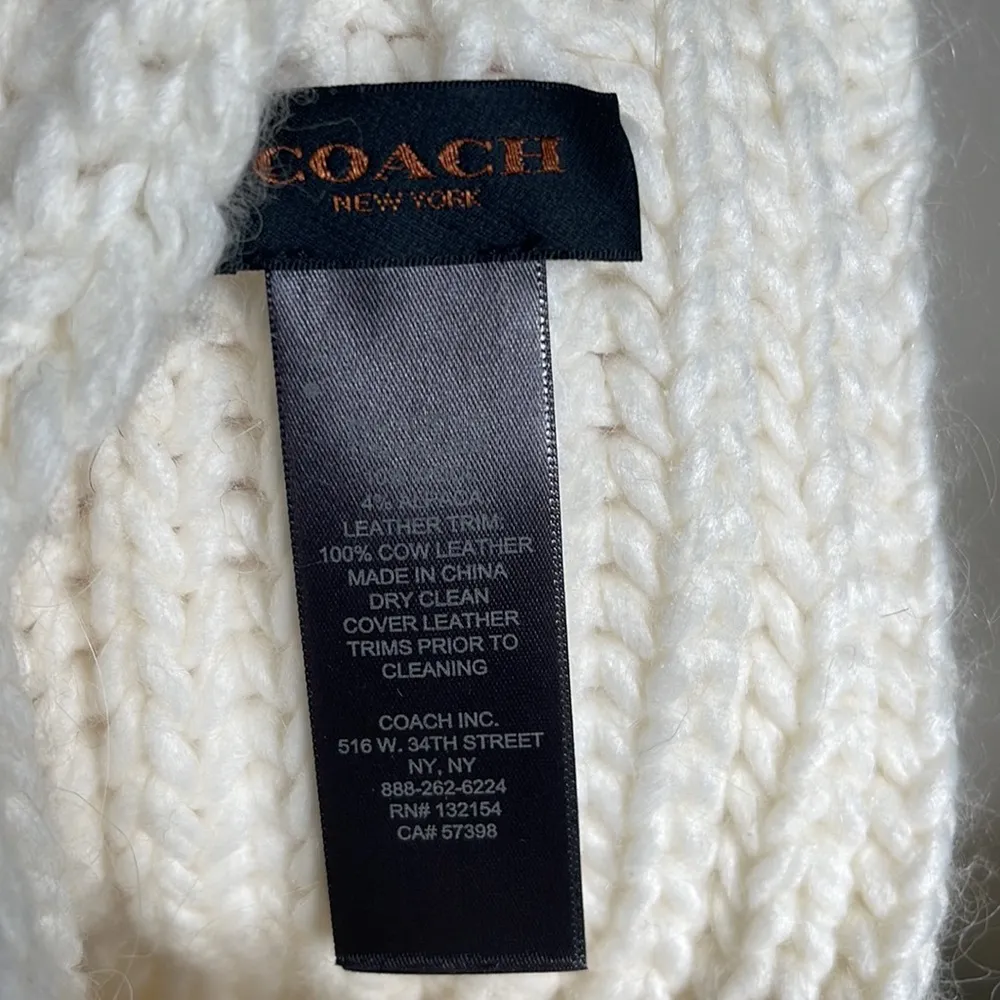 COACH
NEW YORK
4% ALPACA
LEATHER TRIM:
100% COW LEATHER
MADE IN CHINA
DRY CLEAN
COVER LEATHER
TRIMS PRIOR TO
CLEANING
COACH INC.
516 W. 34TH STREET
NY, NY
888-262-6224
RN# 132154
CA# 57398